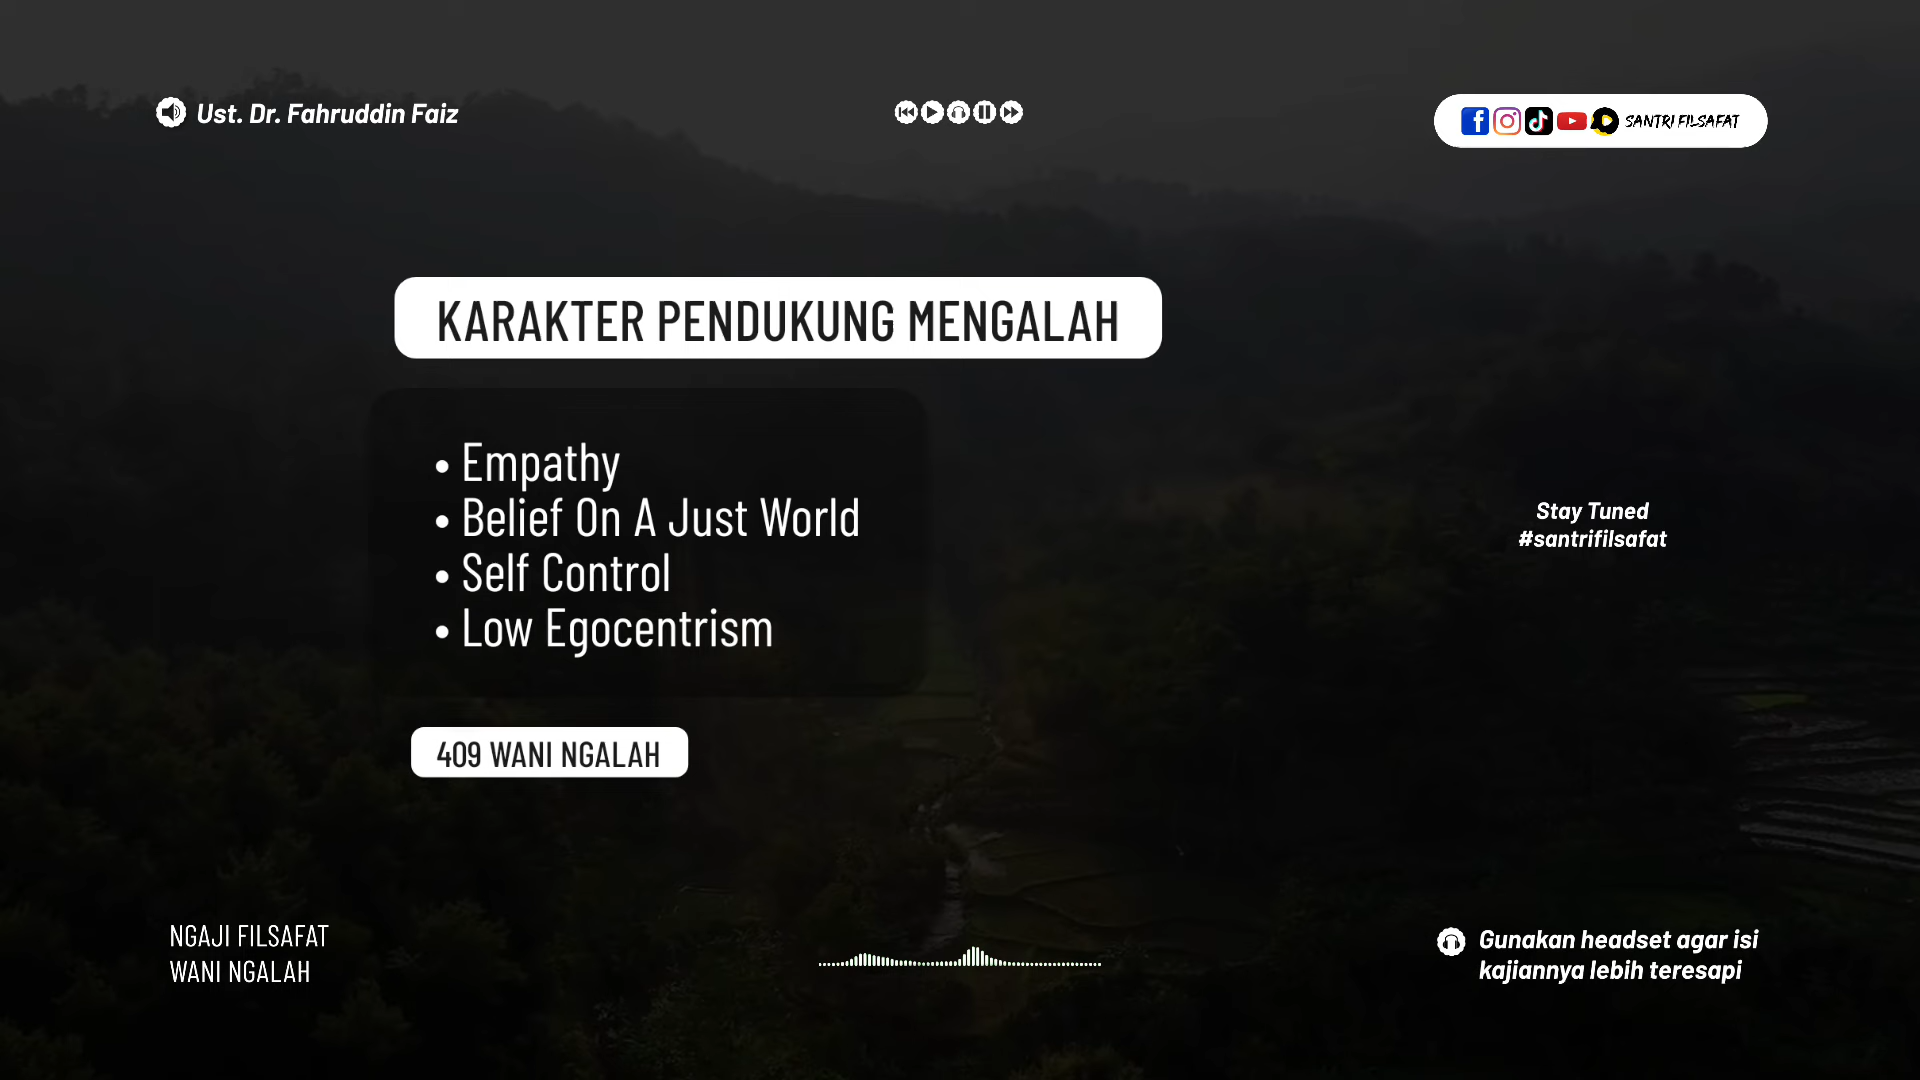 Ust. Dr. Fahruddin Faiz
SANTRI FILSAFAT
KARAKTER PENDUKUNG MENGALAH
• Empathy
• Belief On A Just World
• Self Control
• Low Egocentrism
Stay Tuned
#santrifilsafat
409 WANI NGALAH
NGAJI FILSAFAT
WANI NGALAH
Gunakan headset agar isi
kajiannya lebih teresapi